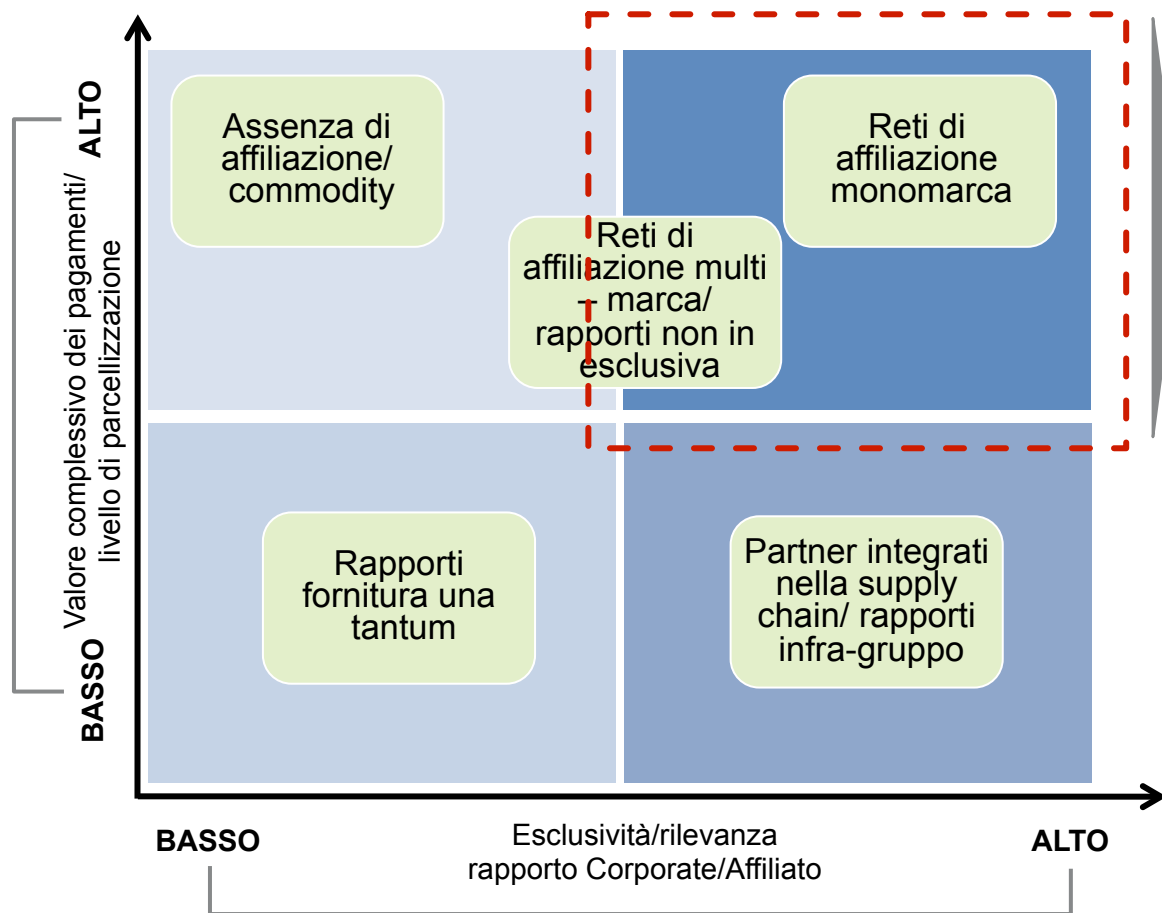 ALTO
Valore complessivo dei pagamenti/
livello di parcellizzazione
BASSO
Assenza di
affiliazione/
commodity
Reti di
affiliazione
monomarca
Reti di
affiliazione multi
– marca/
rapporti non in
esclusiva
Rapporti
fornitura una
tantum
Partner integrati
nella supply
chain/ rapporti
infra-gruppo
BASSO
Esclusività/rilevanza
rapporto Corporate/Affiliato
ALTO